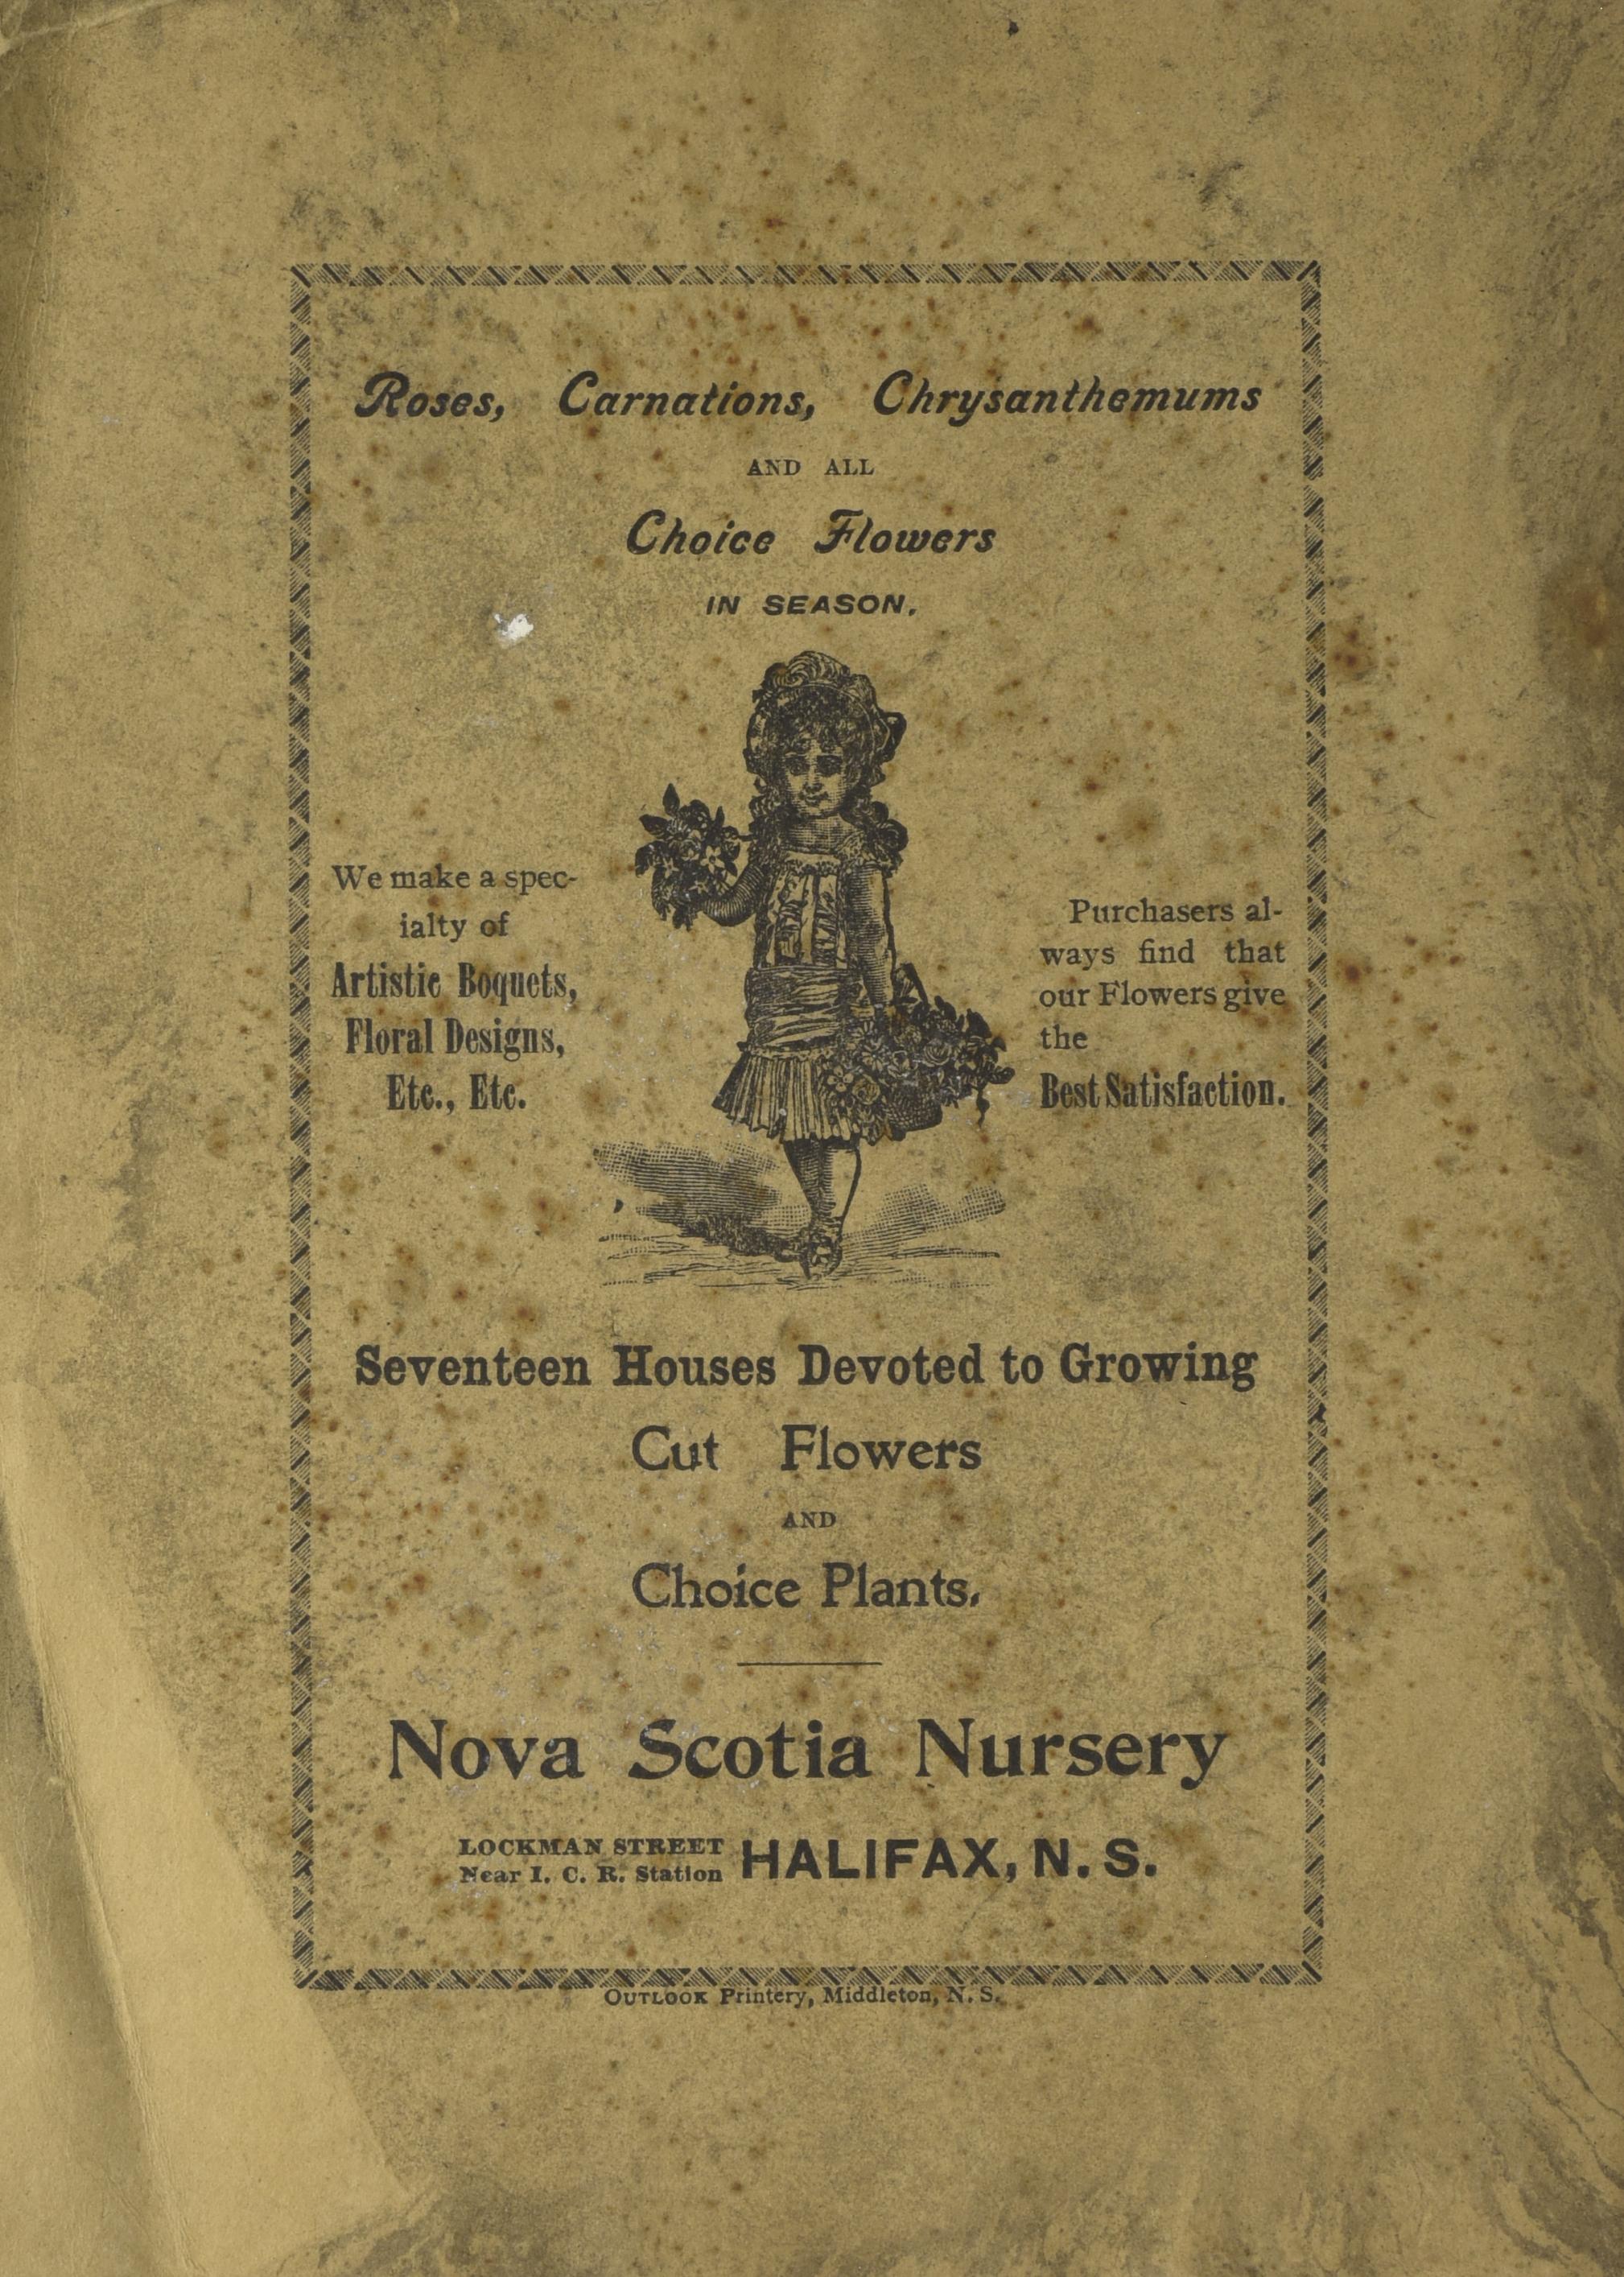 Roses, Carnations, Chrysanthemums
AND ALL
Choice Flowers
IN SEASON.
We make a spec-
ialty of
Artistic Boquets,
Floral Designs,
Etc., Etc.
Purchasers al-
ways find that
our Flowers give
the
Best Satisfaction.
Seventeen Houses Devoted to Growing
Cut Flowers
AND
Choice Plants.
Nova Scotia Nursery
LOCKMAN STREET
Near I. C. R. Station
HALIFAX, N. S.
OUTLOOK Printery, Middleton, N. S.